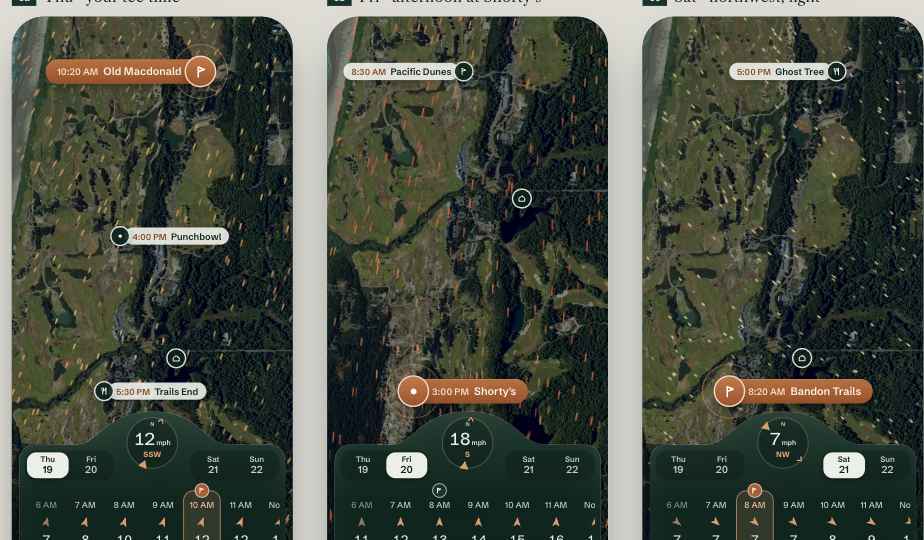 Thu your tee time
10:20 AM Old Macdonald
4:00 PM Punchbowl
5:30 PM Trails End
N
12 mph
SSW
Thu 19
Fri 20
Sat 21
Sun 22
6 AM 7 AM 8 AM 9 AM 10 AM 11 AM No
7 8 10 11 12 12 1
Fri afternoon at Shorty's
8:30 AM Pacific Dunes
3:00 PM Shorty's
N
18 mph
S
Thu 19
Fri 20
Sat 21
Sun 22
6 AM 7 AM 8 AM 9 AM 10 AM 11 AM No
11 12 13 15 16 16 1
Sat northwest, light
5:00 PM Ghost Tree
8:20 AM Bandon Trails
N
7 mph
NW
Thu 19
Fri 20
Sat 21
Sun 22
6 AM 7 AM 8 AM 9 AM 10 AM 11 AM No
7 7 7 7 8 9